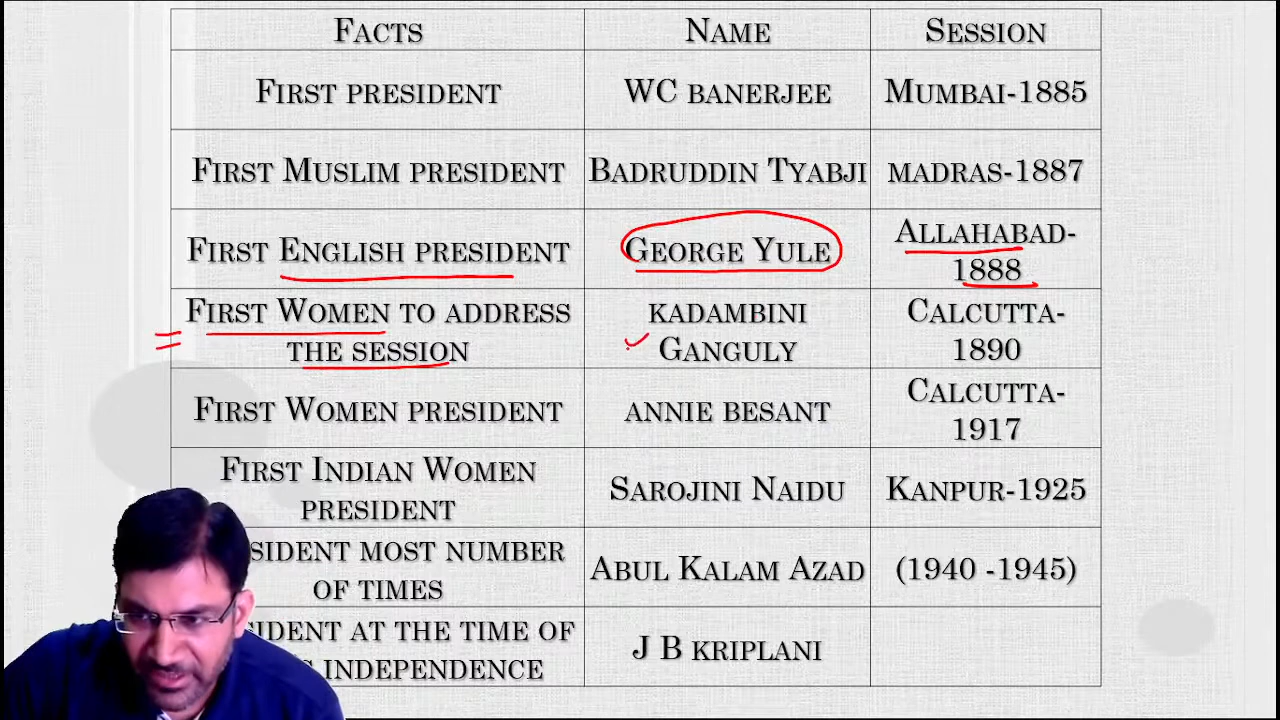 FACTS NAME SESSION
FIRST PRESIDENT WC BANERJEE MUMBAI-1885
FIRST MUSLIM PRESIDENT BADRUDDIN TYABJI MADRAS-1887
FIRST ENGLISH PRESIDENT GEORGE YULE ALLAHABAD-
1888
FIRST WOMEN TO ADDRESS KADAMBINI CALCUTTA-
THE SESSION GANGULY 1890
FIRST WOMEN PRESIDENT ANNIE BESANT CALCUTTA-
1917
FIRST INDIAN WOMEN
PRESIDENT SAROJINI NAIDU KANPUR-1925
MOST NUMBER
OF TIMES ABUL KALAM AZAD (1940 -1945)
AT THE TIME OF
INDEPENDENCE J B KRIPLANI